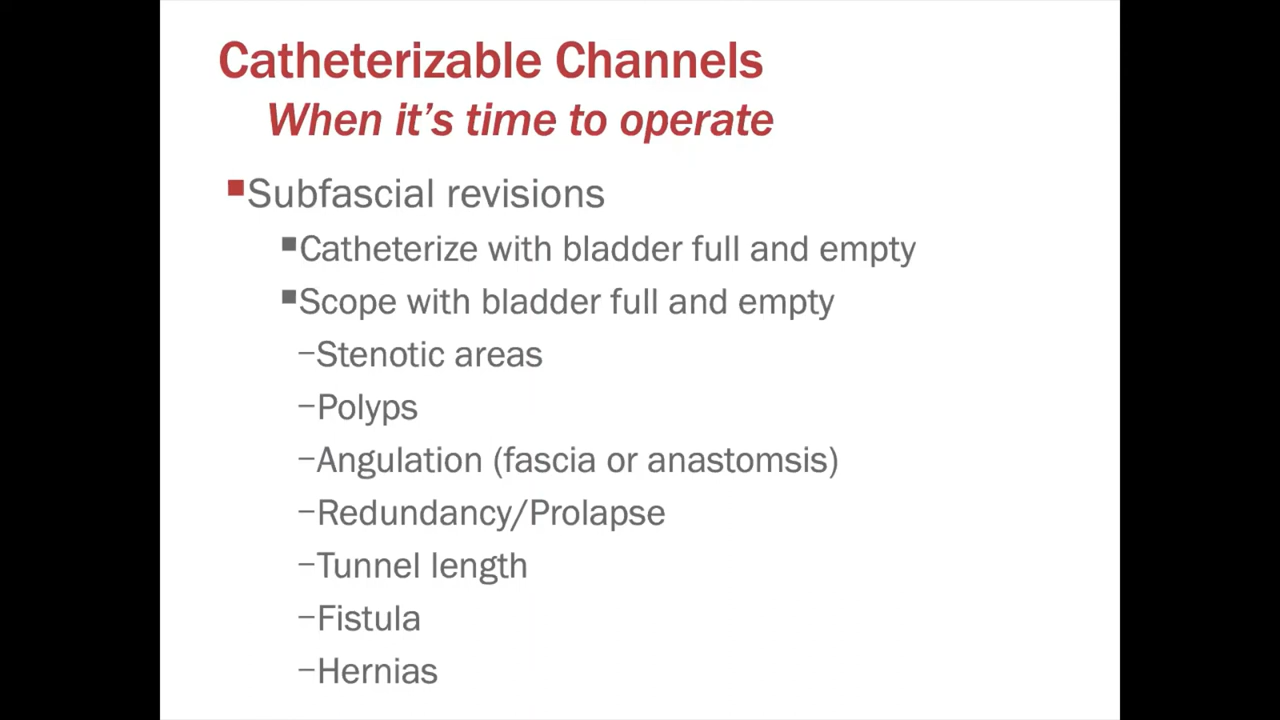 Catheterizable Channels
When it's time to operate
■Subfascial revisions
■Catheterize with bladder full and empty
■Scope with bladder full and empty
–Stenotic areas
–Polyps
–Angulation (fascia or anastomsis)
–Redundancy/Prolapse
–Tunnel length
–Fistula
–Hernias